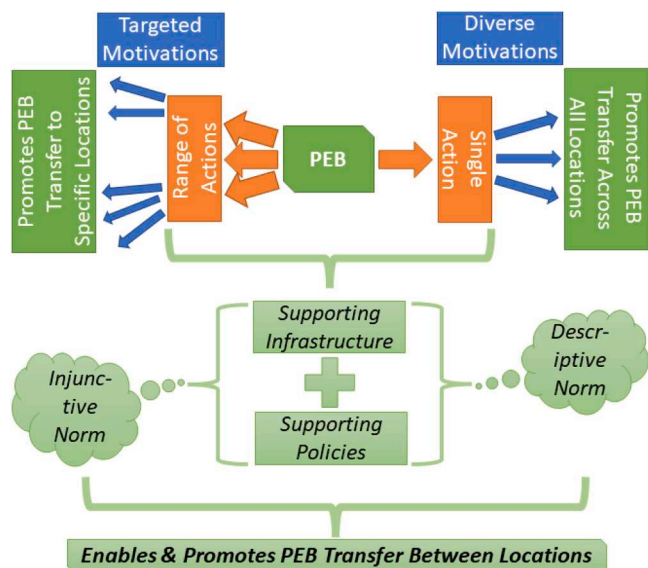 Targeted
Motivations
Diverse
Motivations
Promotes PEB
Transfer to
Specific Locations
Range of
Actions
PEB
Single
Action
Promotes PEB
Transfer Across
All Locations
Supporting
Infrastructure
Injunc-
tive
Norm
Descr-
iptive
Norm
Supporting
Policies
Enables & Promotes PEB Transfer Between Locations